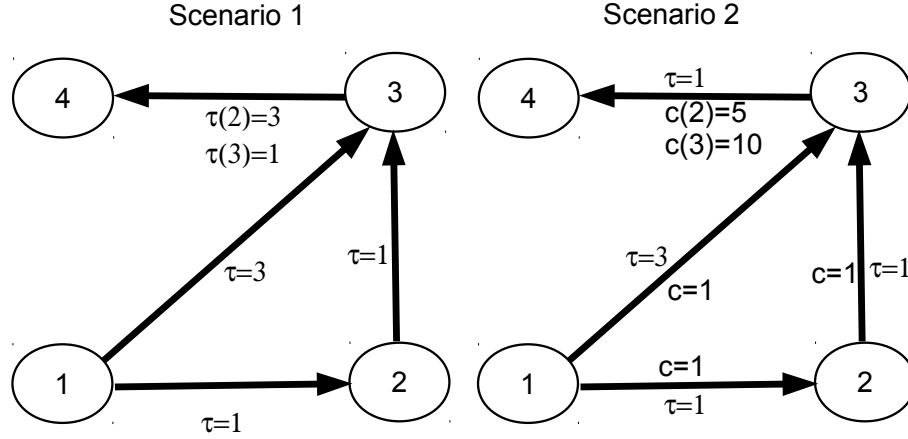 Scenario 1
Scenario 2
4
3
τ(2)=3
τ(3)=1
τ=3
τ=1
1
2
τ=1
4
3
τ=1
c(2)=5
c(3)=10
τ=3
c=1
c=1
τ=1
1
2
c=1
τ=1